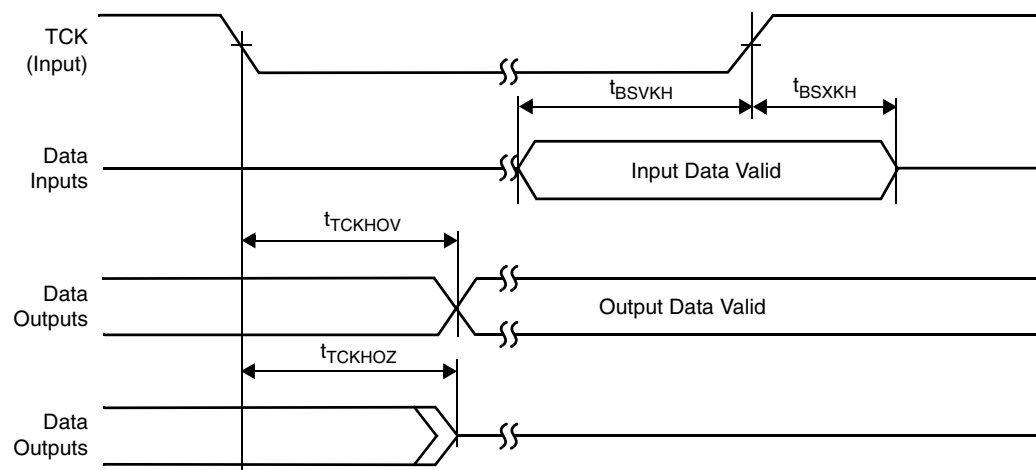 TCK
(Input)
tBSVKH
tBSXKH
Data
Inputs
Input Data Valid
tTCKHOV
Data
Outputs
Output Data Valid
tTCKHOZ
Data
Outputs